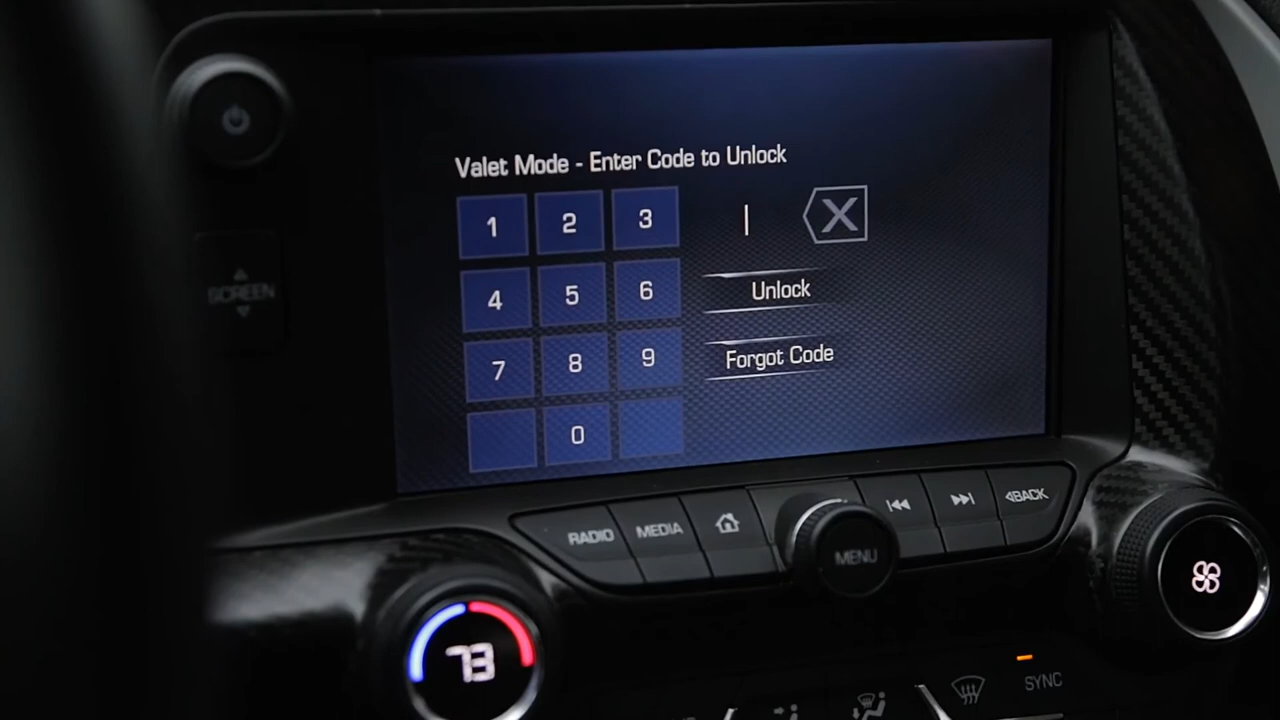 Valet Mode - Enter Code to Unlock
1 2 3
4 5 6
Unlock
7 8 9
Forgot Code
0
SCREEN
RADIO
MEDIA
MENU
BACK
73
SYNC